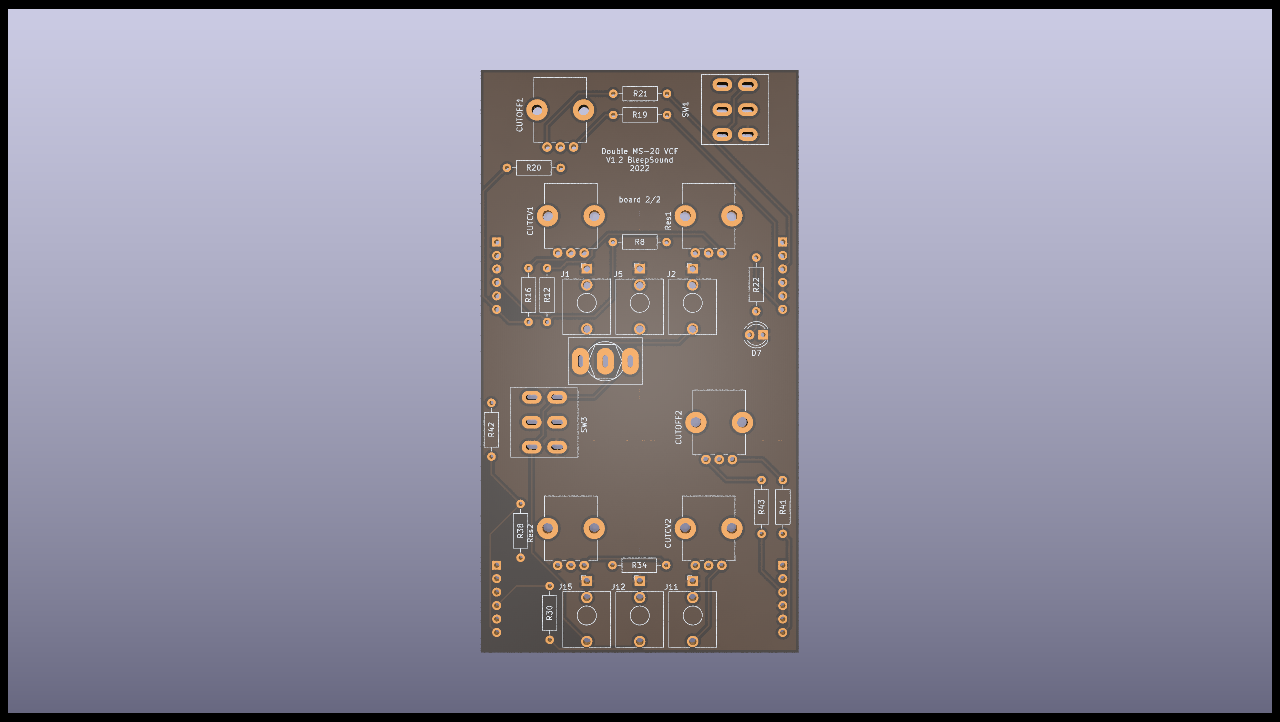 CUTOFF1
R21
R19
SW1
Double MS-20 VCF
V1.2 BleepSound
2022
R20
board 2/2
CUTCV1
Res1
R8
J1
J5
J2
R16
R12
R22
D7
R42
SW3
CUTOFF2
R43
R41
R38
Res2
CUTCV2
R34
J15
J12
J11
R30